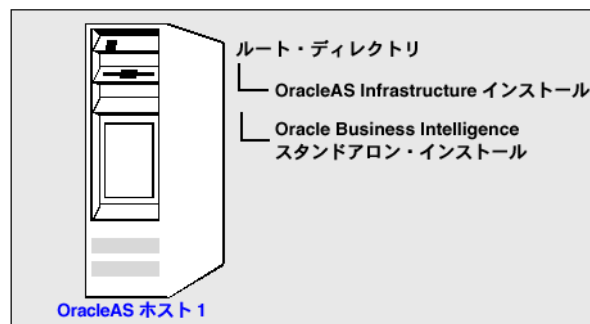 ルート・ディレクトリ
OracleAS Infrastructure インストール
Oracle Business Intelligence
スタンドアロン・インストール
OracleAS ホスト 1